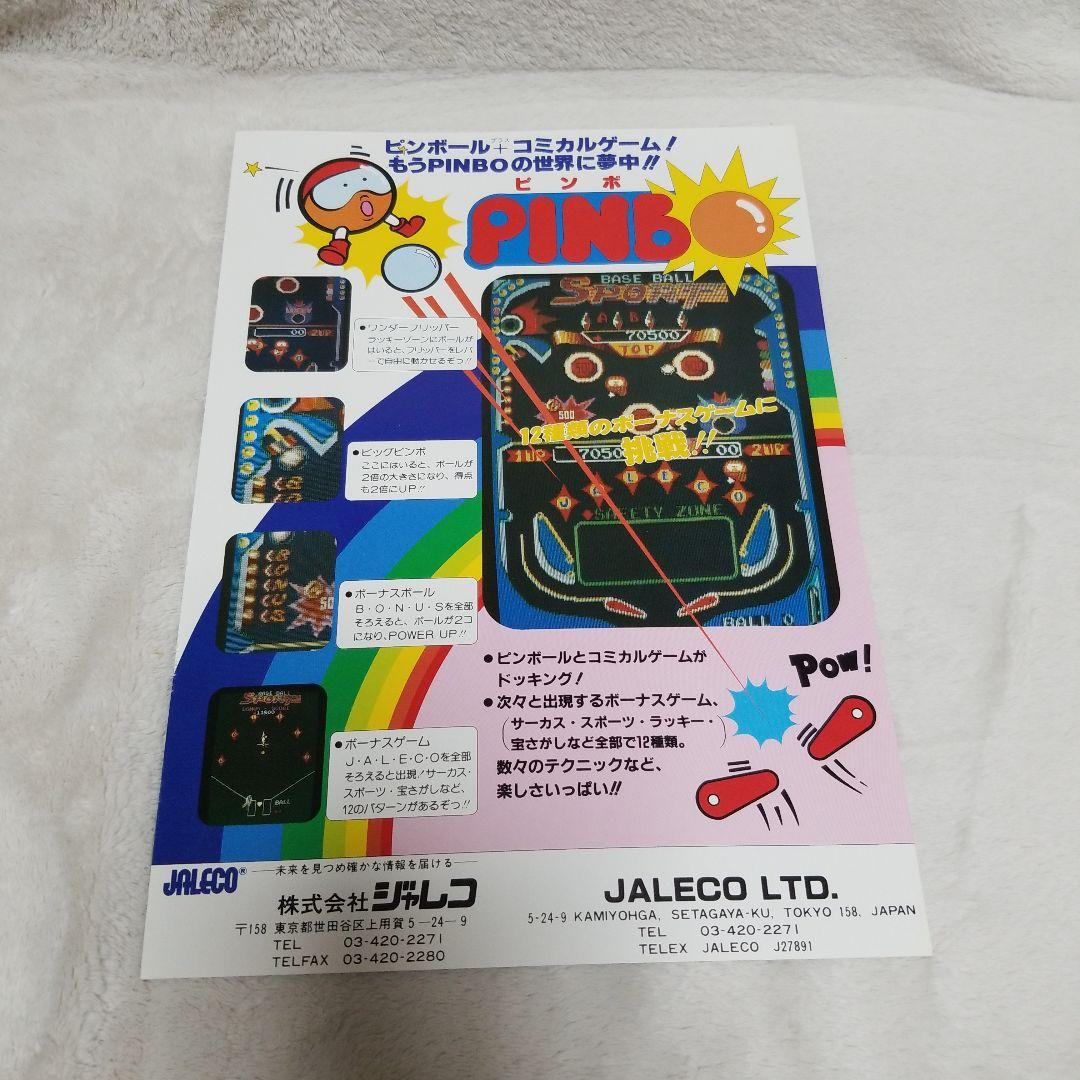 ピンボール＋コミカルゲーム！
もうPINBOの世界に夢中!!
ピンボ
PINBO
●ワンダーフリッパー
ラッキーゾーンにボールが
はいると、フリッパーをレバ
ーで自由に動かせるぞっ!!
●ビッグピンボ
ここにはいると、ボールが
2倍の大きさになり、得点
も2倍にUP!!
●ボーナスボール
B・O・N・U・Sを全部
そろえると、ボールが2コ
になり、POWER UP!!
●ボーナスゲーム
J・A・L・E・C・Oを全部
そろえると出現！サーカス・
スポーツ・宝さがしなど、
12のパターンがあるぞっ!!
BASE BALL
SPORT
70500
TOP
500
12種類のボーナスゲームに
挑戦!!
1UP
7050
00
2UP
J A L E C O
SAFETY ZONE
BALL 0
00 2UP
500
BASE BALL
SPORT
11800
BALL
●ピンボールとコミカルゲームが
ドッキング！
●次々と出現するボーナスゲーム、
（サーカス・スポーツ・ラッキー・
宝さがしなど全部で12種類。）
数々のテクニックなど、
楽しさいっぱい!!
POW!
JALECO®
未来を見つめ確かな情報を届ける
株式会社ジャレコ
〒158 東京都世田谷区上用賀5—24—9
TEL 03-420-2271
TELFAX 03-420-2280
JALECO LTD.
5-24-9 KAMIYOHGA, SETAGAYA-KU, TOKYO 158. JAPAN
TEL 03-420-2271
TELEX JALECO J27891